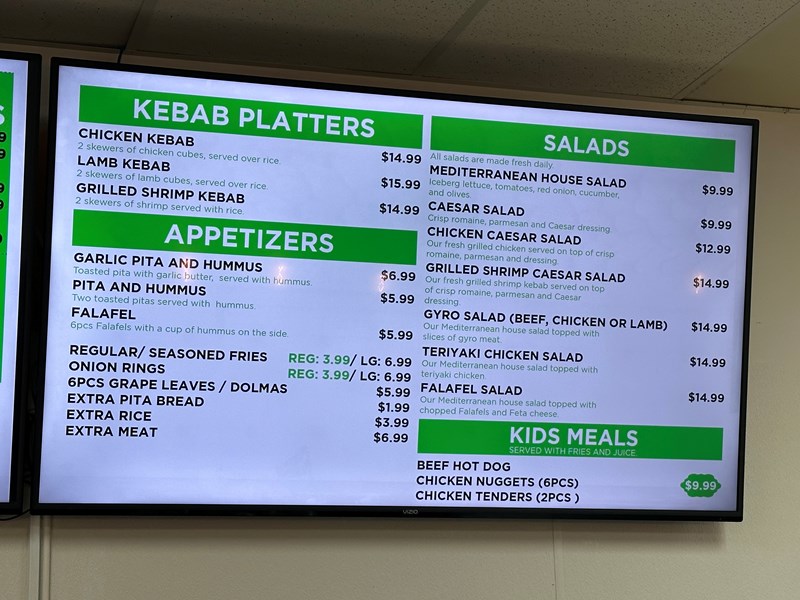 S
9
9
9
9
KEBAB PLATTERS
CHICKEN KEBAB
2 skewers of chicken cubes, served over rice.
$14.99
LAMB KEBAB
2 skewers of lamb cubes, served over rice.
$15.99
GRILLED SHRIMP KEBAB
2 skewers of shrimp served with rice.
$14.99
APPETIZERS
GARLIC PITA AND HUMMUS
Toasted pita with garlic butter, served with hummus.
$6.99
PITA AND HUMMUS
Two toasted pitas served with hummus.
$5.99
FALAFEL
6pcs Falafels with a cup of hummus on the side.
$5.99
REGULAR/ SEASONED FRIES REG: 3.99/ LG: 6.99
ONION RINGS REG: 3.99/ LG: 6.99
6PCS GRAPE LEAVES / DOLMAS $5.99
EXTRA PITA BREAD $1.99
EXTRA RICE $3.99
EXTRA MEAT $6.99
SALADS
All salads are made fresh daily.
MEDITERRANEAN HOUSE SALAD $9.99
Iceberg lettuce, tomatoes, red onion, cucumber,
and olives.
CAESAR SALAD $9.99
Crisp romaine, parmesan and Caesar dressing
CHICKEN CAESAR SALAD $12.99
Our fresh grilled chicken served on top of crisp
romaine, parmesan and dressing.
GRILLED SHRIMP CAESAR SALAD $14.99
Our fresh grilled shrimp kebab served on top
of crisp romaine, parmesan and Caesar
dressing.
GYRO SALAD (BEEF, CHICKEN OR LAMB) $14.99
Our Mediterranean house salad topped with
slices of gyro meat.
TERIYAKI CHICKEN SALAD $14.99
Our Mediterranean house salad topped with
teriyaki chicken.
FALAFEL SALAD $14.99
Our Mediterranean house salad topped with
chopped Falafels and Feta cheese.
KIDS MEALS
SERVED WITH FRIES AND JUICE.
BEEF HOT DOG
CHICKEN NUGGETS (6PCS) $9.99
CHICKEN TENDERS (2PCS )
VIZIO